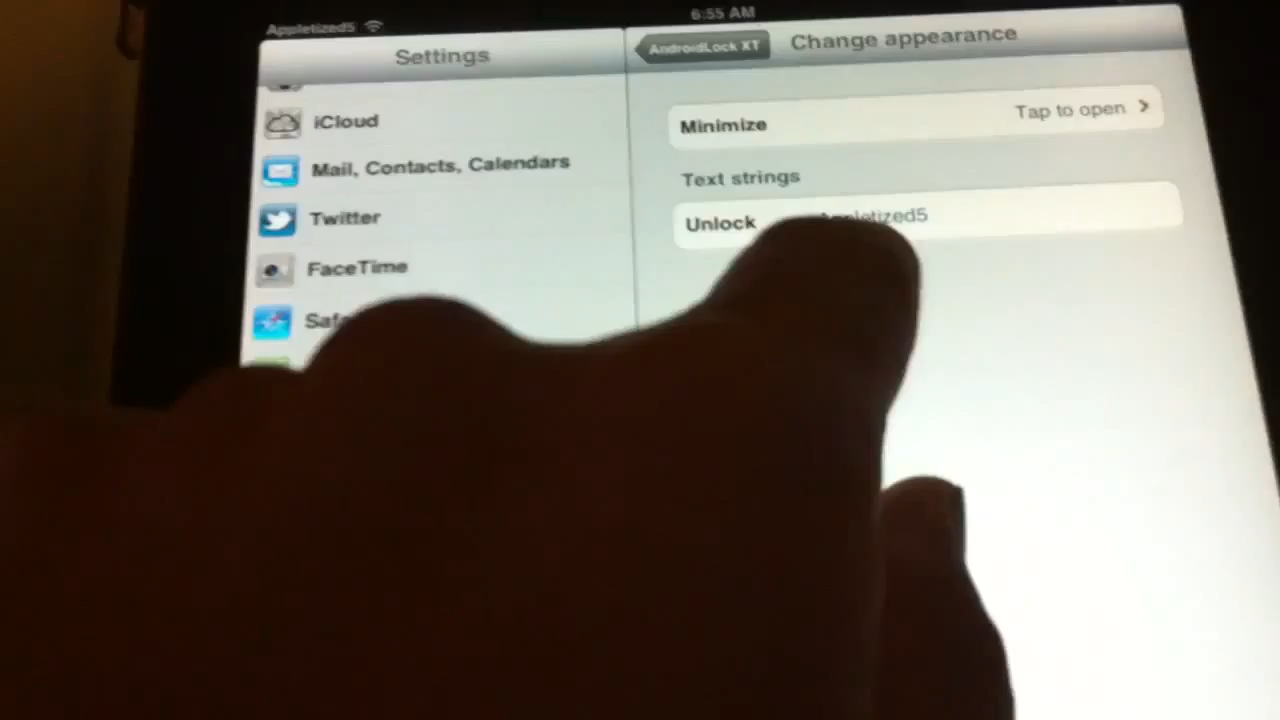 Appletized5
6:55 AM
Settings
AndroidLock XT
Change appearance
iCloud
Mail, Contacts, Calendars
Twitter
FaceTime
Minimize
Tap to open
Text strings
Unlock
Appletized5